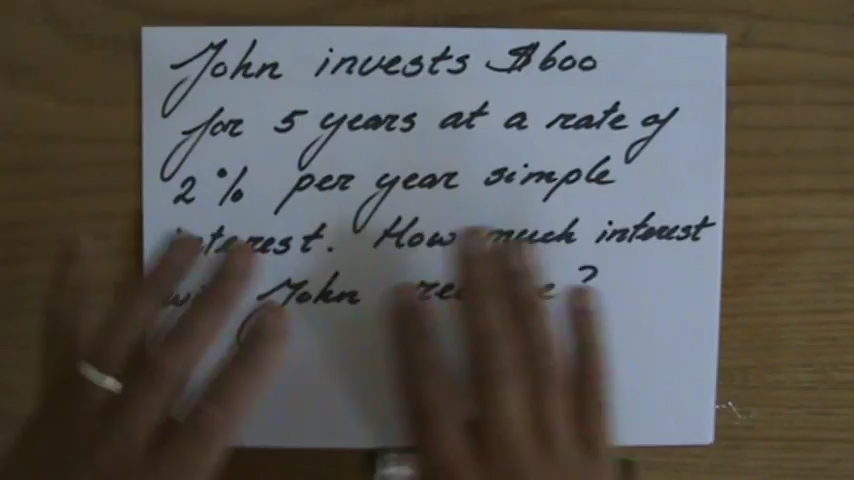 John invests $600
for 5 years at a rate of
2% per year simple
interest. How much interest
John ?